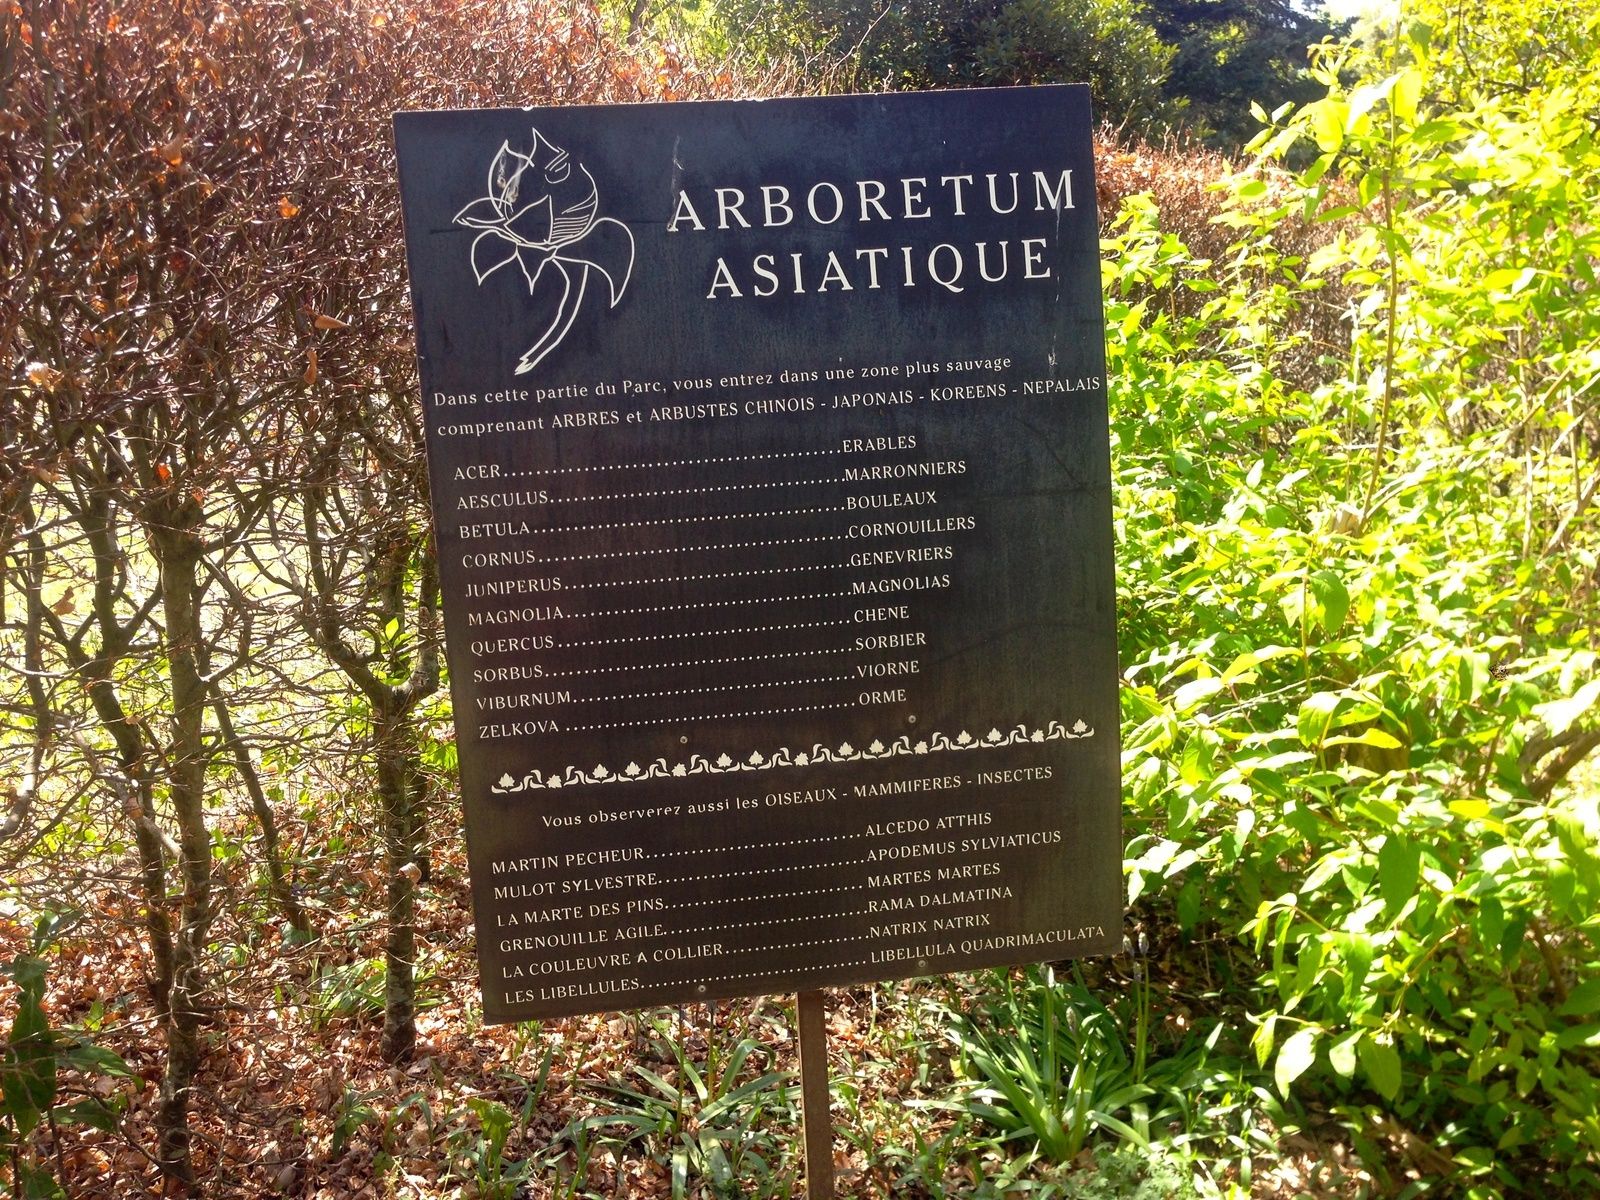 ARBORETUM
ASIATIQUE
Dans cette partie du Parc, vous entrez dans une zone plus sauvage
comprenant ARBRES et ARBUSTES CHINOIS - JAPONAIS - KOREENS - NEPALAIS
ACER........................................ERABLES
AESCULUS...................................MARRONNIERS
BETULA.....................................BOULEAUX
CORNUS.....................................CORNOUILLERS
JUNIPERUS..................................GENEVRIERS
MAGNOLIA...................................MAGNOLIAS
QUERCUS....................................CHENE
SORBUS.....................................SORBIER
VIBURNUM...................................VIORNE
ZELKOVA ...................................ORME
Vous observerez aussi les OISEAUX - MAMMIFERES - INSECTES
MARTIN PECHEUR..........................ALCEDO ATTHIS
MULOT SYLVESTRE.........................APODEMUS SYLVIATICUS
LA MARTE DES PINS.......................MARTES MARTES
GRENOUILLE AGILE........................RAMA DALMATINA
LA COULEUVRE A COLLIER..................NATRIX NATRIX
LES LIBELLULES..........................LIBELLULA QUADRIMACULATA